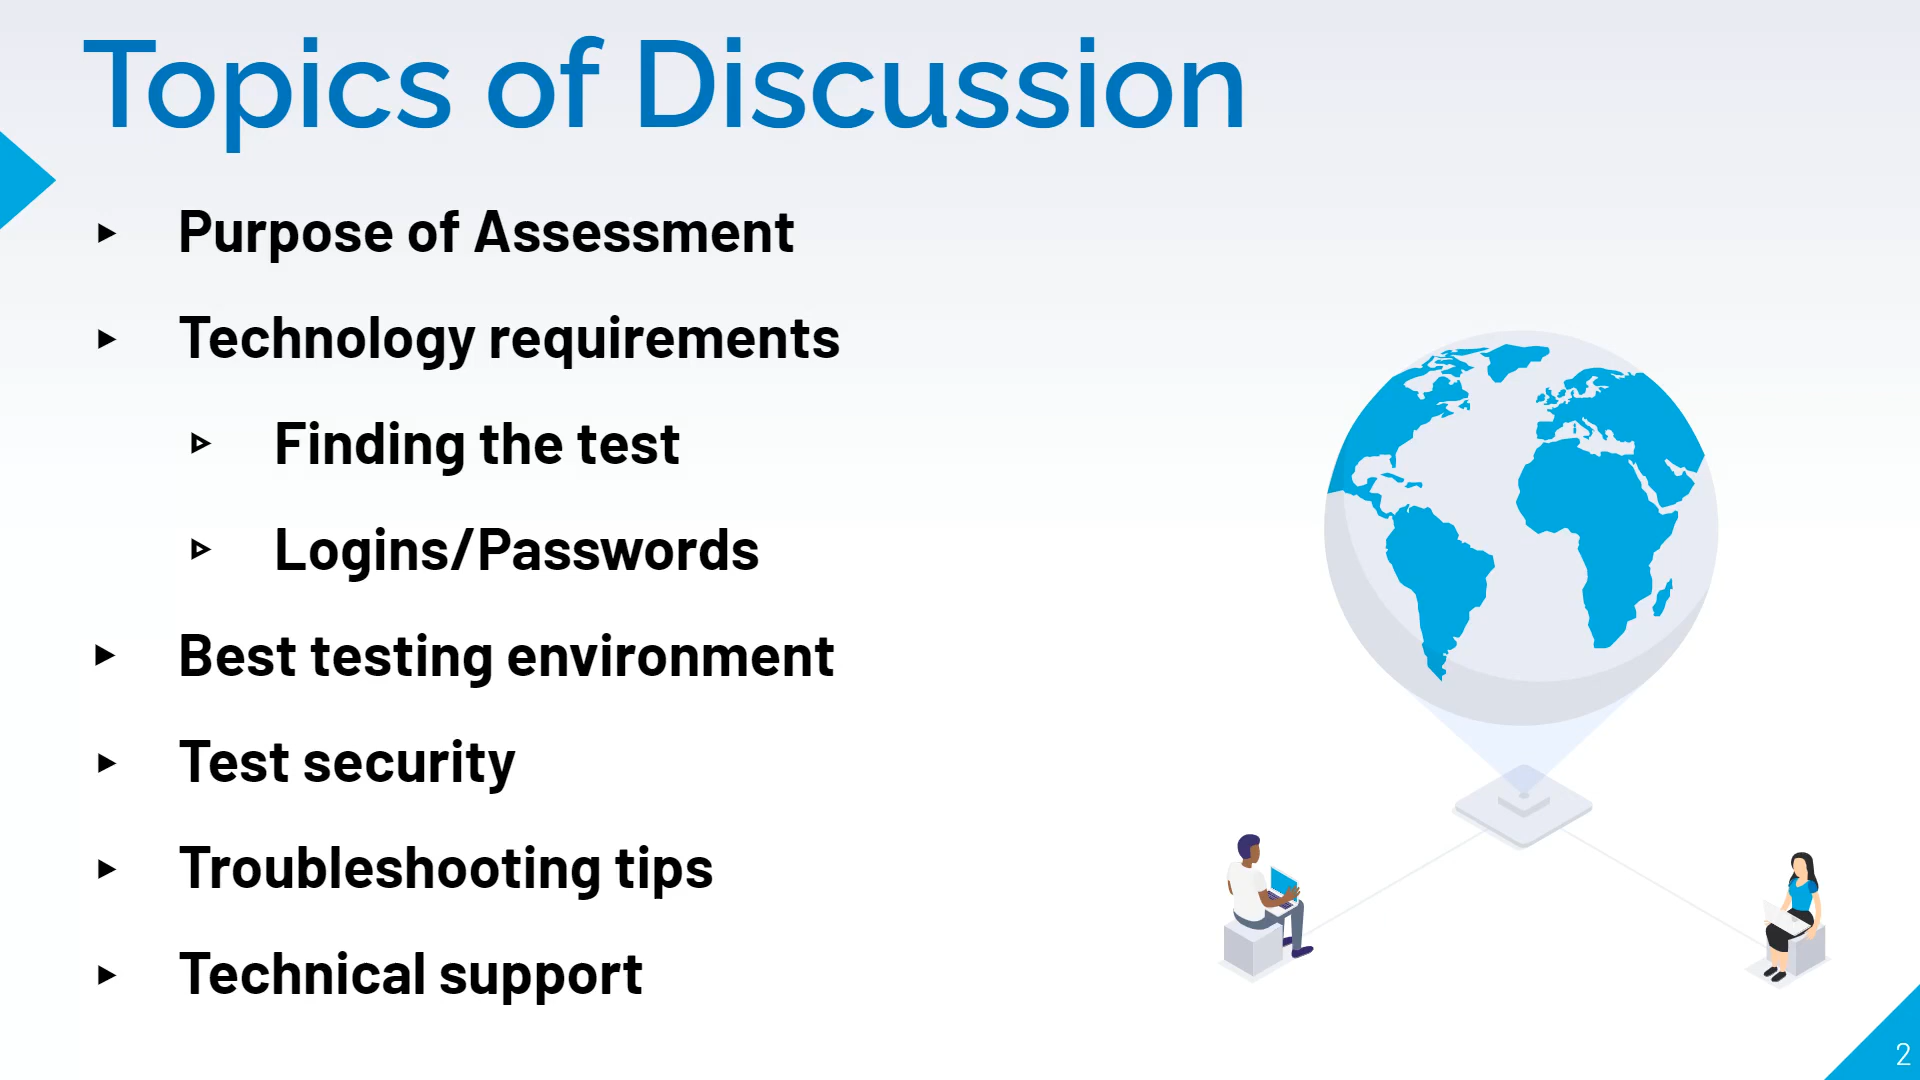 Topics of Discussion
Purpose of Assessment
Technology requirements
Finding the test
Logins/Passwords
Best testing environment
Test security
Troubleshooting tips
Technical support
2